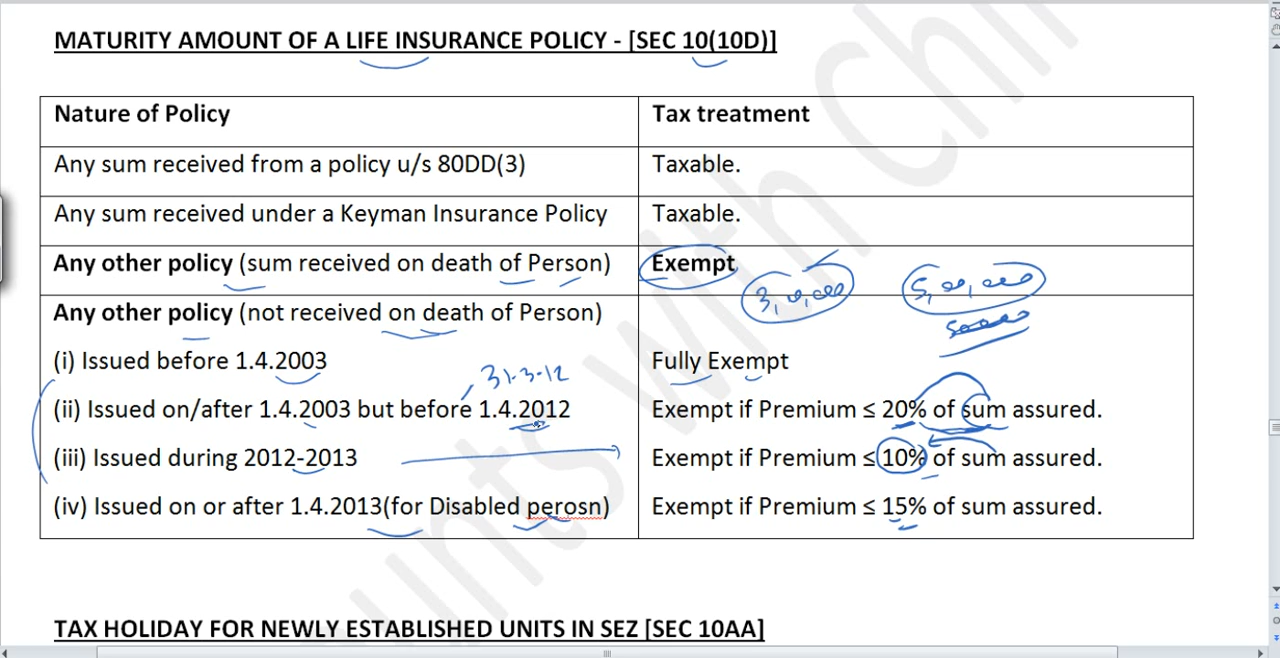 MATURITY AMOUNT OF A LIFE INSURANCE POLICY - [SEC 10(10D)]
Nature of Policy Tax treatment
Any sum received from a policy u/s 80DD(3) Taxable.
Any sum received under a Keyman Insurance Policy Taxable.
Any other policy (sum received on death of Person) Exempt
Any other policy (not received on death of Person)
(i) Issued before 1.4.2003 Fully Exempt
31-3-12
(ii) Issued on/after 1.4.2003 but before 1.4.2012 Exempt if Premium ≤ 20% of sum assured.
(iii) Issued during 2012-2013 Exempt if Premium ≤ 10% of sum assured.
(iv) Issued on or after 1.4.2013(for Disabled perosn) Exempt if Premium ≤ 15% of sum assured.
TAX HOLIDAY FOR NEWLY ESTABLISHED UNITS IN SEZ [SEC 10AA]